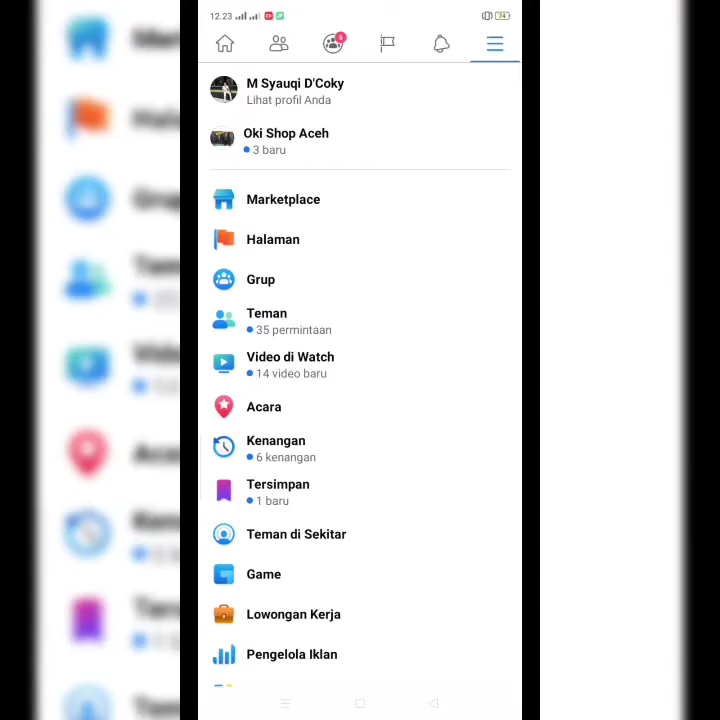 12.23
74
6
M Syauqi D'Coky
Lihat profil Anda
Oki Shop Aceh
3 baru
Marketplace
Halaman
Grup
Teman
35 permintaan
Video di Watch
14 video baru
Acara
Kenangan
6 kenangan
Tersimpan
1 baru
Teman di Sekitar
Game
Lowongan Kerja
Pengelola Iklan